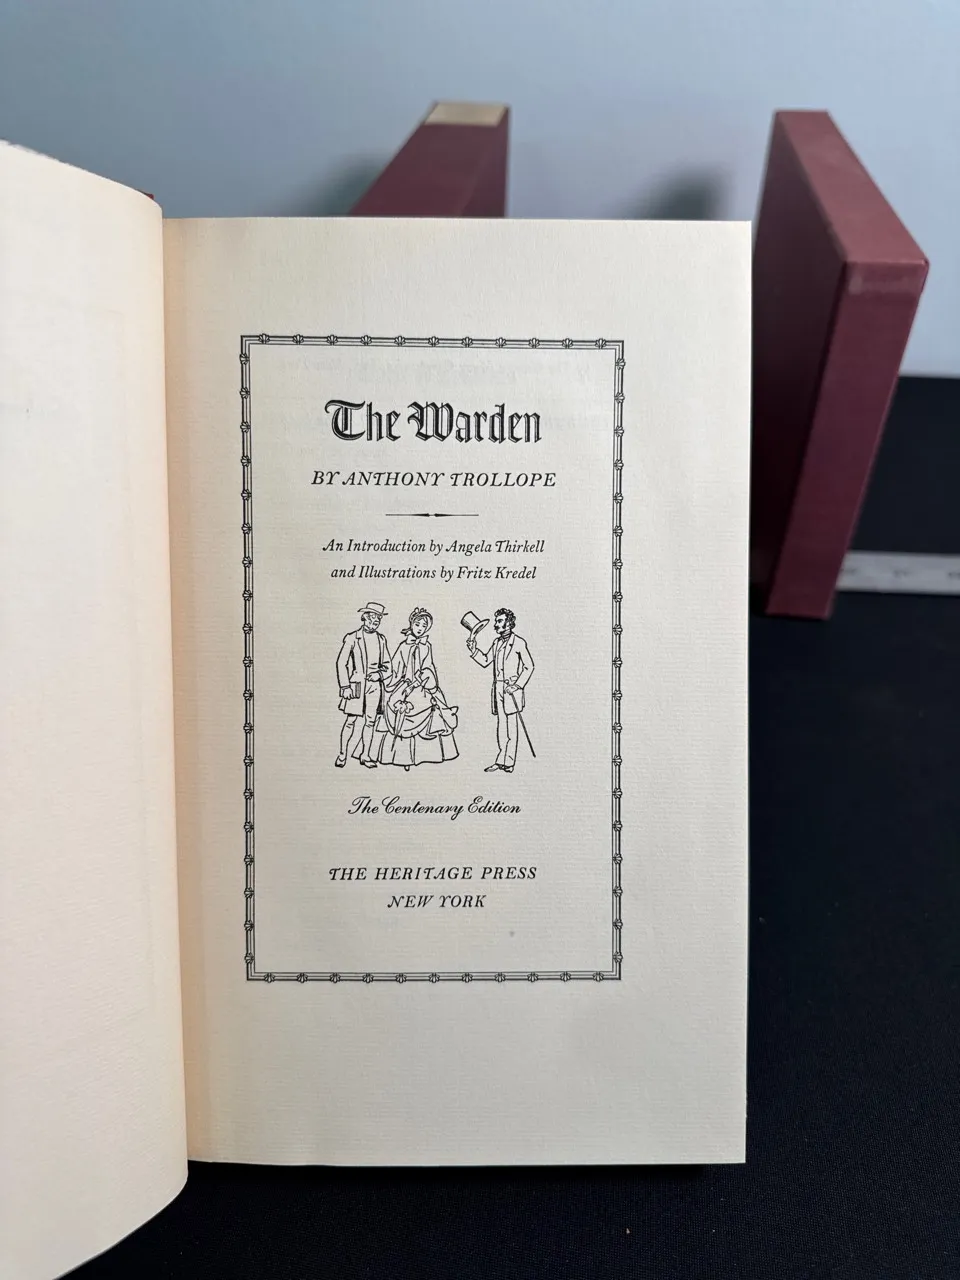 The Warden
BY ANTHONY TROLLOPE
An Introduction by Angela Thirkell
and Illustrations by Fritz Kredel
The Centenary Edition
THE HERITAGE PRESS
NEW YORK